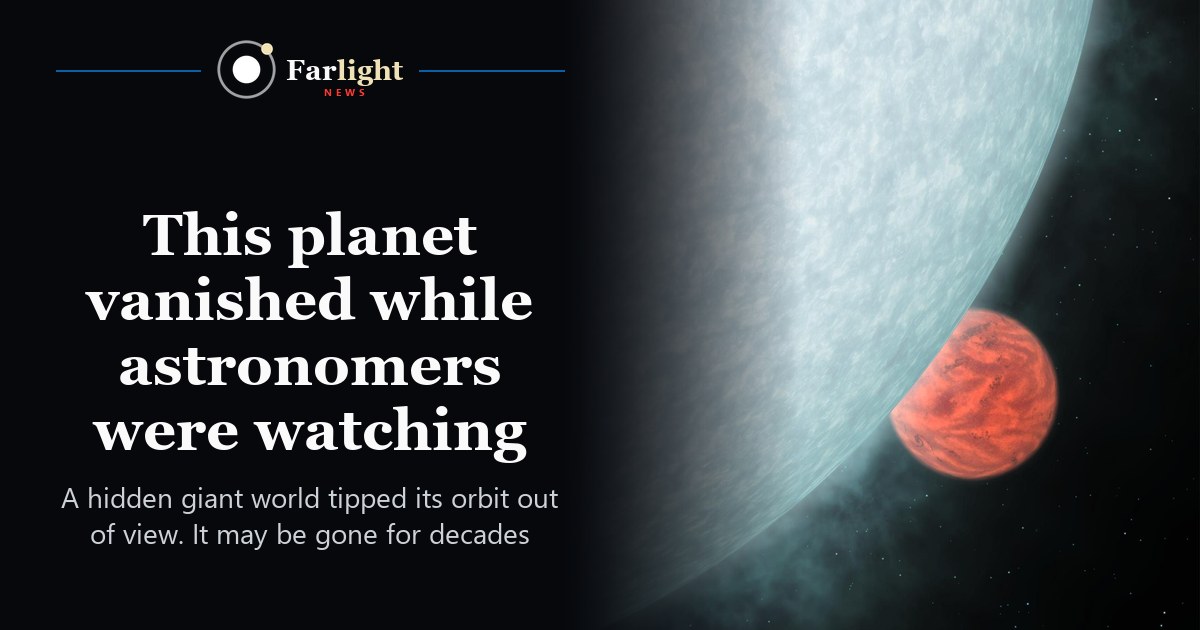 Farlight
NEWS
This planet
vanished while
astronomers
were watching
A hidden giant world tipped its orbit out
of view. It may be gone for decades